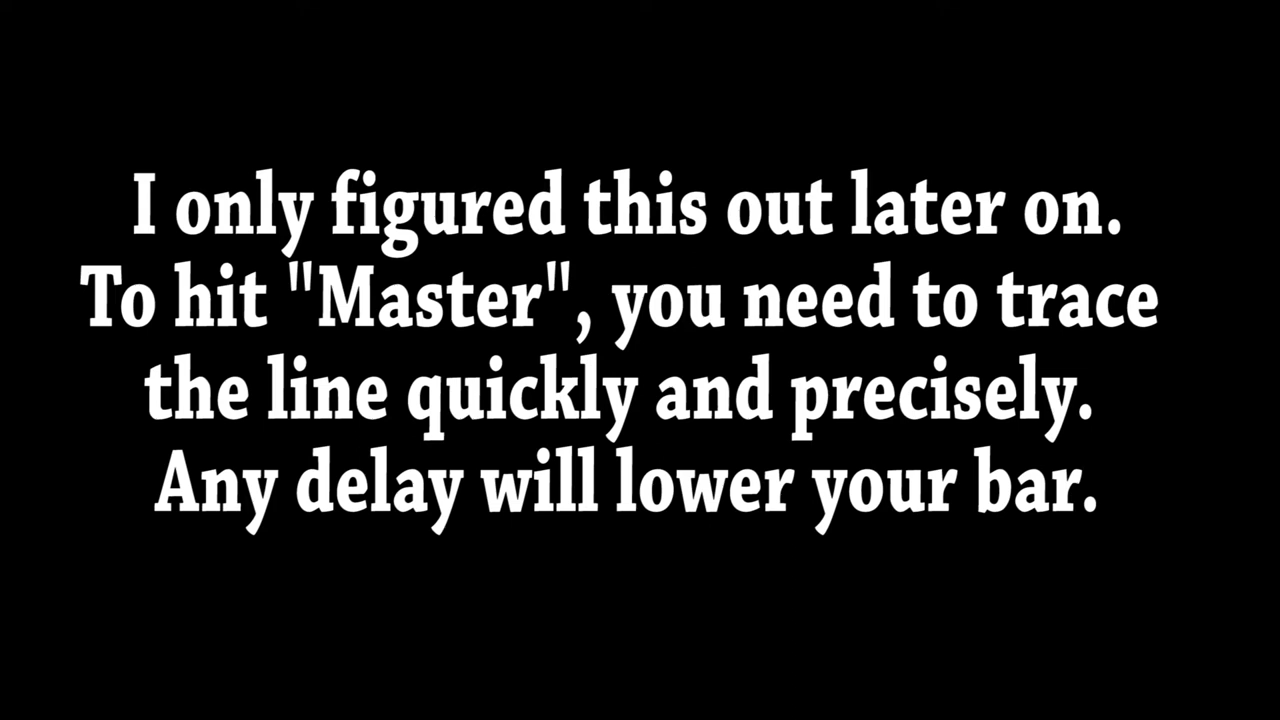 I only figured this out later on.
To hit "Master", you need to trace
the line quickly and precisely.
Any delay will lower your bar.